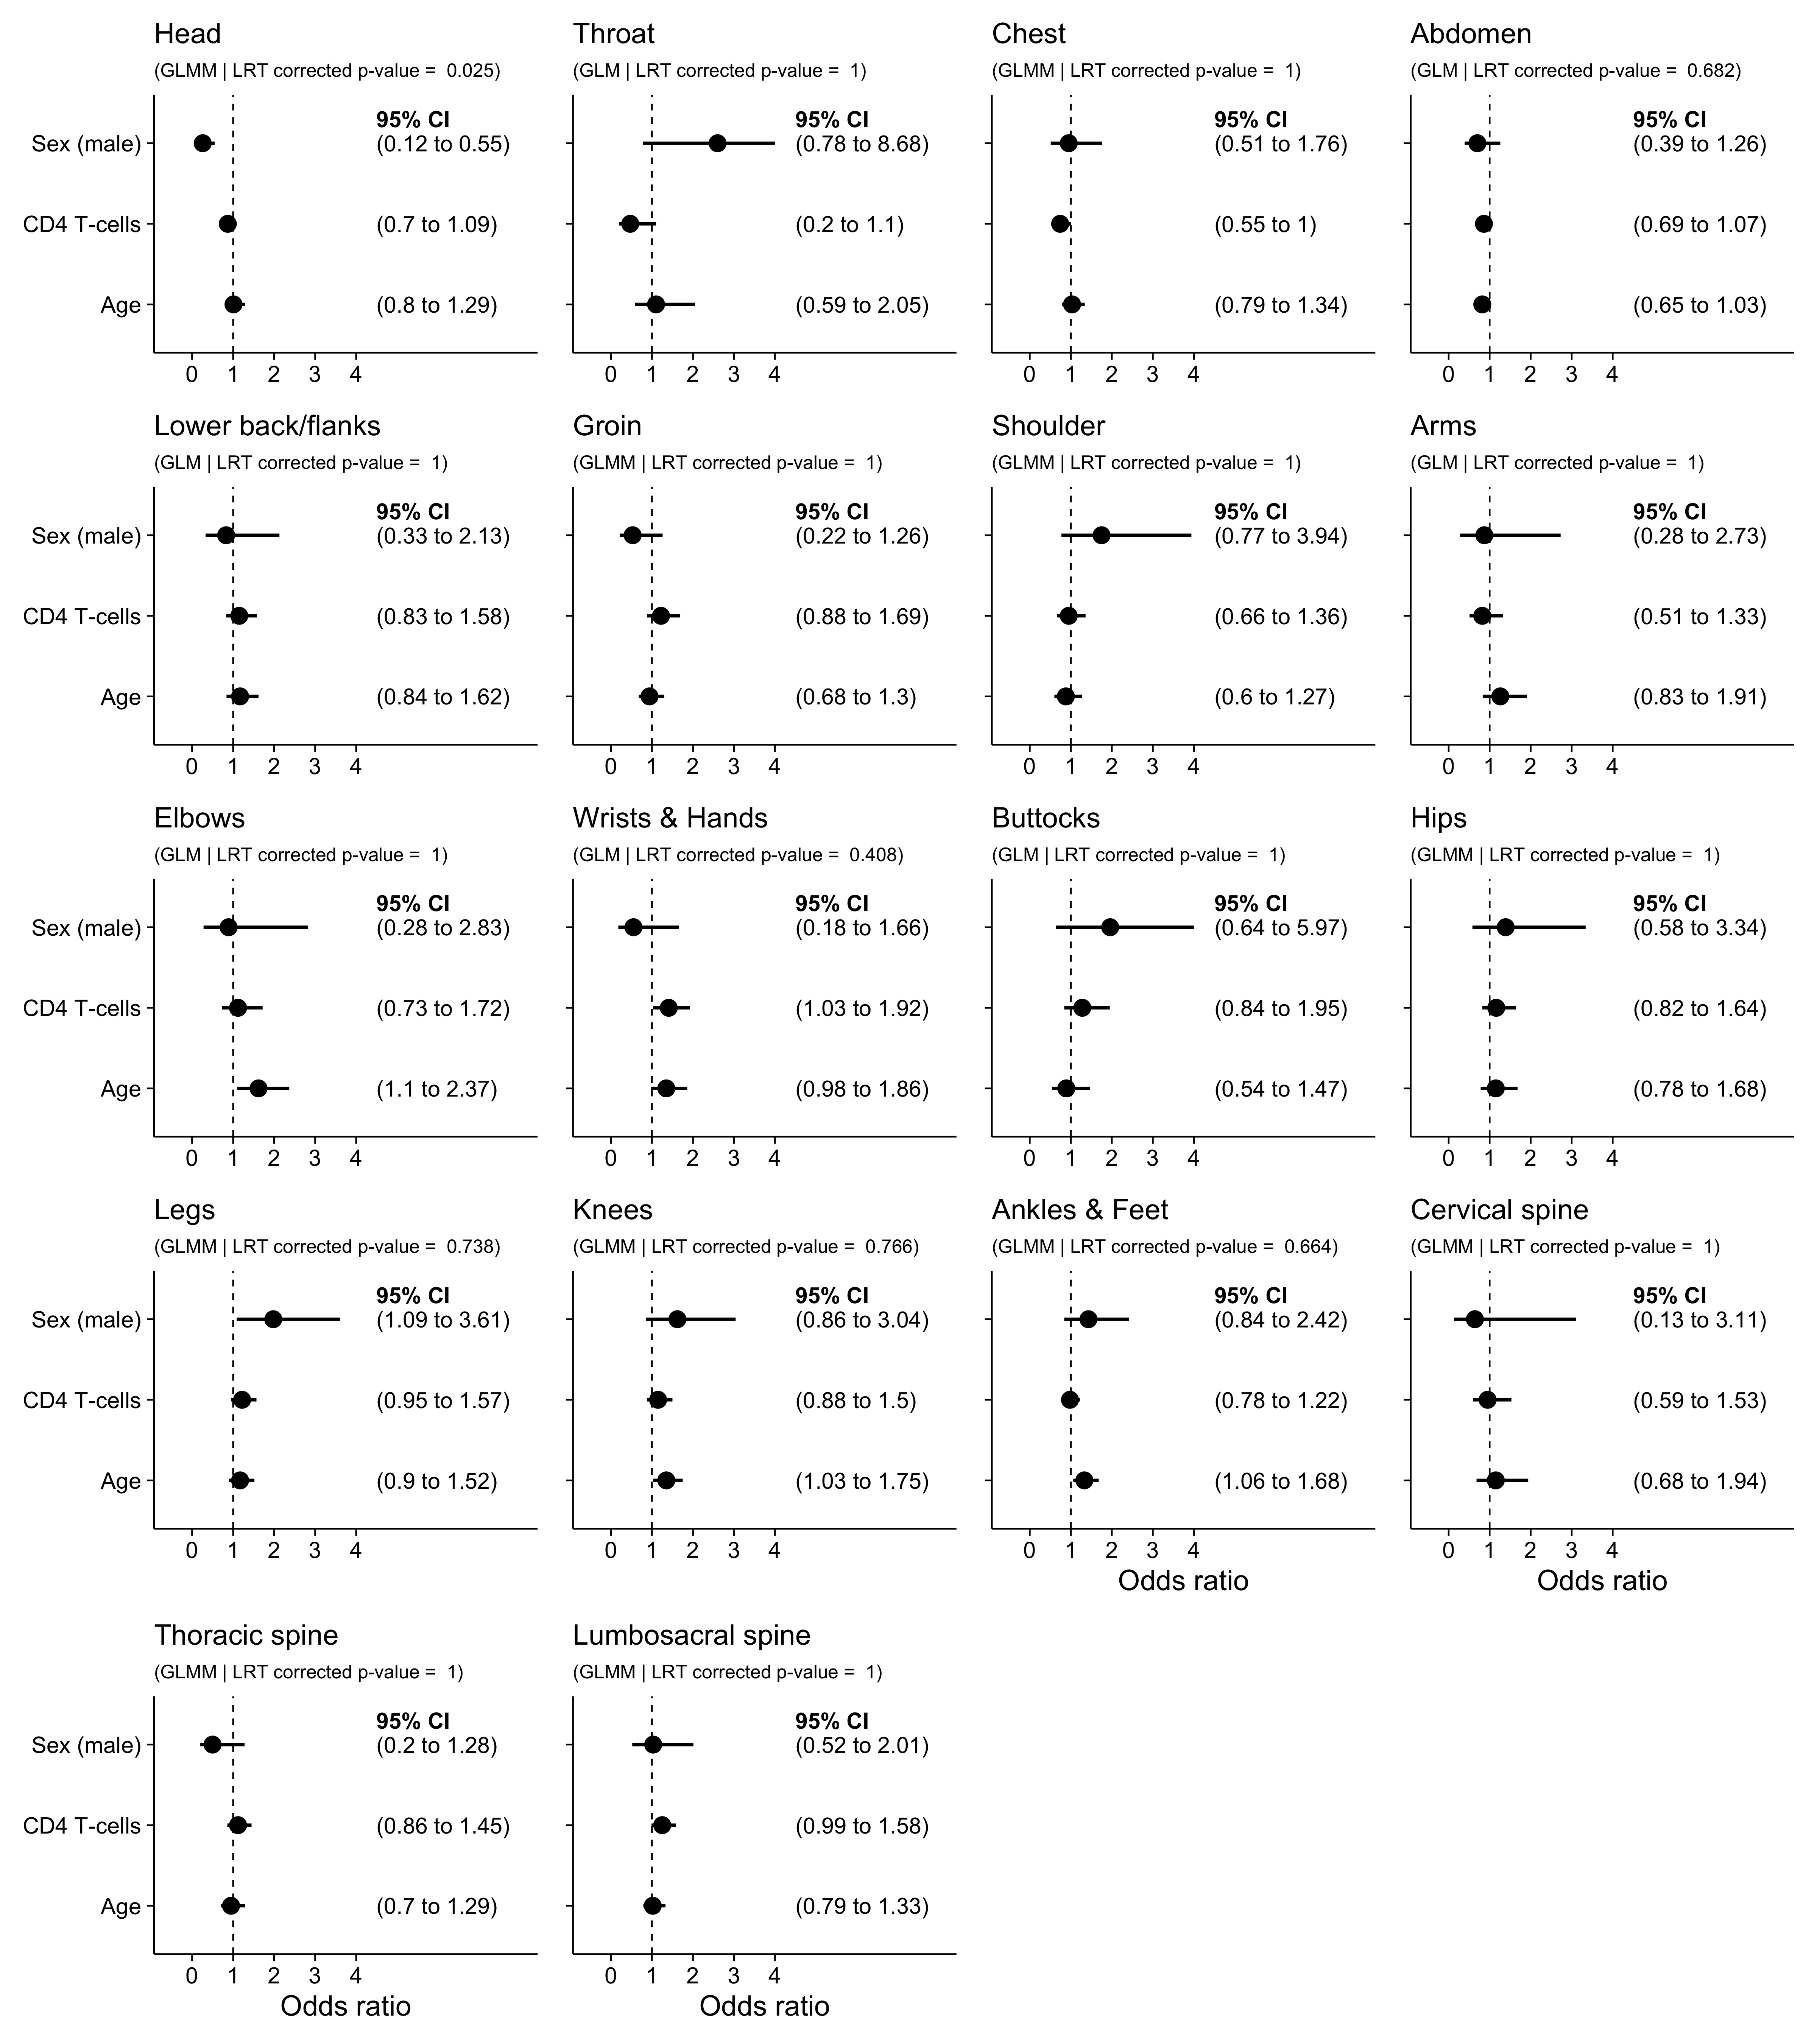 Head
(GLMM | LRT corrected p-value = 0.025)
95% CI
Sex (male) (0.12 to 0.55)
CD4 T-cells (0.7 to 1.09)
Age (0.8 to 1.29)
0 1 2 3 4
Throat
(GLM | LRT corrected p-value = 1)
95% CI
(0.78 to 8.68)
(0.2 to 1.1)
(0.59 to 2.05)
0 1 2 3 4
Chest
(GLMM | LRT corrected p-value = 1)
95% CI
(0.51 to 1.76)
(0.55 to 1)
(0.79 to 1.34)
0 1 2 3 4
Abdomen
(GLM | LRT corrected p-value = 0.682)
95% CI
(0.39 to 1.26)
(0.69 to 1.07)
(0.65 to 1.03)
0 1 2 3 4
Lower back/flanks
(GLM | LRT corrected p-value = 1)
95% CI
Sex (male) (0.33 to 2.13)
CD4 T-cells (0.83 to 1.58)
Age (0.84 to 1.62)
0 1 2 3 4
Groin
(GLMM | LRT corrected p-value = 1)
95% CI
(0.22 to 1.26)
(0.88 to 1.69)
(0.68 to 1.3)
0 1 2 3 4
Shoulder
(GLMM | LRT corrected p-value = 1)
95% CI
(0.77 to 3.94)
(0.66 to 1.36)
(0.6 to 1.27)
0 1 2 3 4
Arms
(GLM | LRT corrected p-value = 1)
95% CI
(0.28 to 2.73)
(0.51 to 1.33)
(0.83 to 1.91)
0 1 2 3 4
Elbows
(GLM | LRT corrected p-value = 1)
95% CI
Sex (male) (0.28 to 2.83)
CD4 T-cells (0.73 to 1.72)
Age (1.1 to 2.37)
0 1 2 3 4
Wrists & Hands
(GLM | LRT corrected p-value = 0.408)
95% CI
(0.18 to 1.66)
(1.03 to 1.92)
(0.98 to 1.86)
0 1 2 3 4
Buttocks
(GLM | LRT corrected p-value = 1)
95% CI
(0.64 to 5.97)
(0.84 to 1.95)
(0.54 to 1.47)
0 1 2 3 4
Hips
(GLMM | LRT corrected p-value = 1)
95% CI
(0.58 to 3.34)
(0.82 to 1.64)
(0.78 to 1.68)
0 1 2 3 4
Legs
(GLMM | LRT corrected p-value = 0.738)
95% CI
Sex (male) (1.09 to 3.61)
CD4 T-cells (0.95 to 1.57)
Age (0.9 to 1.52)
0 1 2 3 4
Knees
(GLMM | LRT corrected p-value = 0.766)
95% CI
(0.86 to 3.04)
(0.88 to 1.5)
(1.03 to 1.75)
0 1 2 3 4
Ankles & Feet
(GLMM | LRT corrected p-value = 0.664)
95% CI
(0.84 to 2.42)
(0.78 to 1.22)
(1.06 to 1.68)
0 1 2 3 4
Odds ratio
Cervical spine
(GLMM | LRT corrected p-value = 1)
95% CI
(0.13 to 3.11)
(0.59 to 1.53)
(0.68 to 1.94)
0 1 2 3 4
Odds ratio
Thoracic spine
(GLMM | LRT corrected p-value = 1)
95% CI
Sex (male) (0.2 to 1.28)
CD4 T-cells (0.86 to 1.45)
Age (0.7 to 1.29)
0 1 2 3 4
Odds ratio
Lumbosacral spine
(GLMM | LRT corrected p-value = 1)
95% CI
(0.52 to 2.01)
(0.99 to 1.58)
(0.79 to 1.33)
0 1 2 3 4
Odds ratio